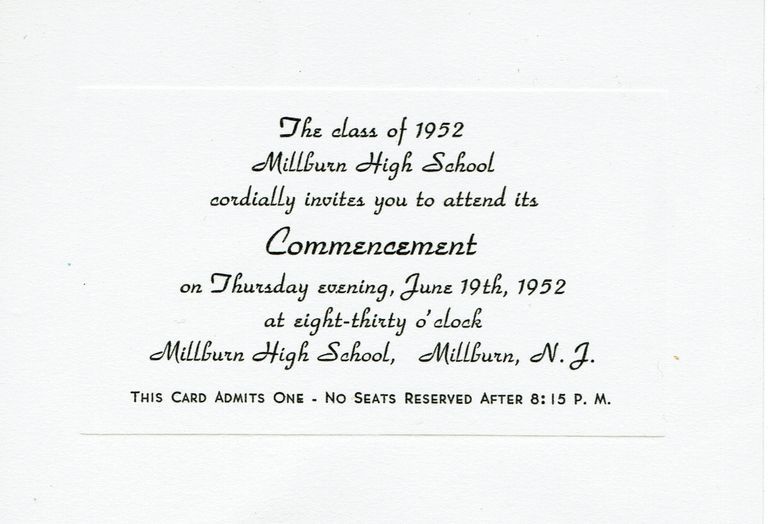 The class of 1952
Millburn High School
cordially invites you to attend its
Commencement
on Thursday evening, June 19th, 1952
at eight-thirty o'clock
Millburn High School, Millburn, N. J.
THIS CARD ADMITS ONE - NO SEATS RESERVED AFTER 8:15 P. M.